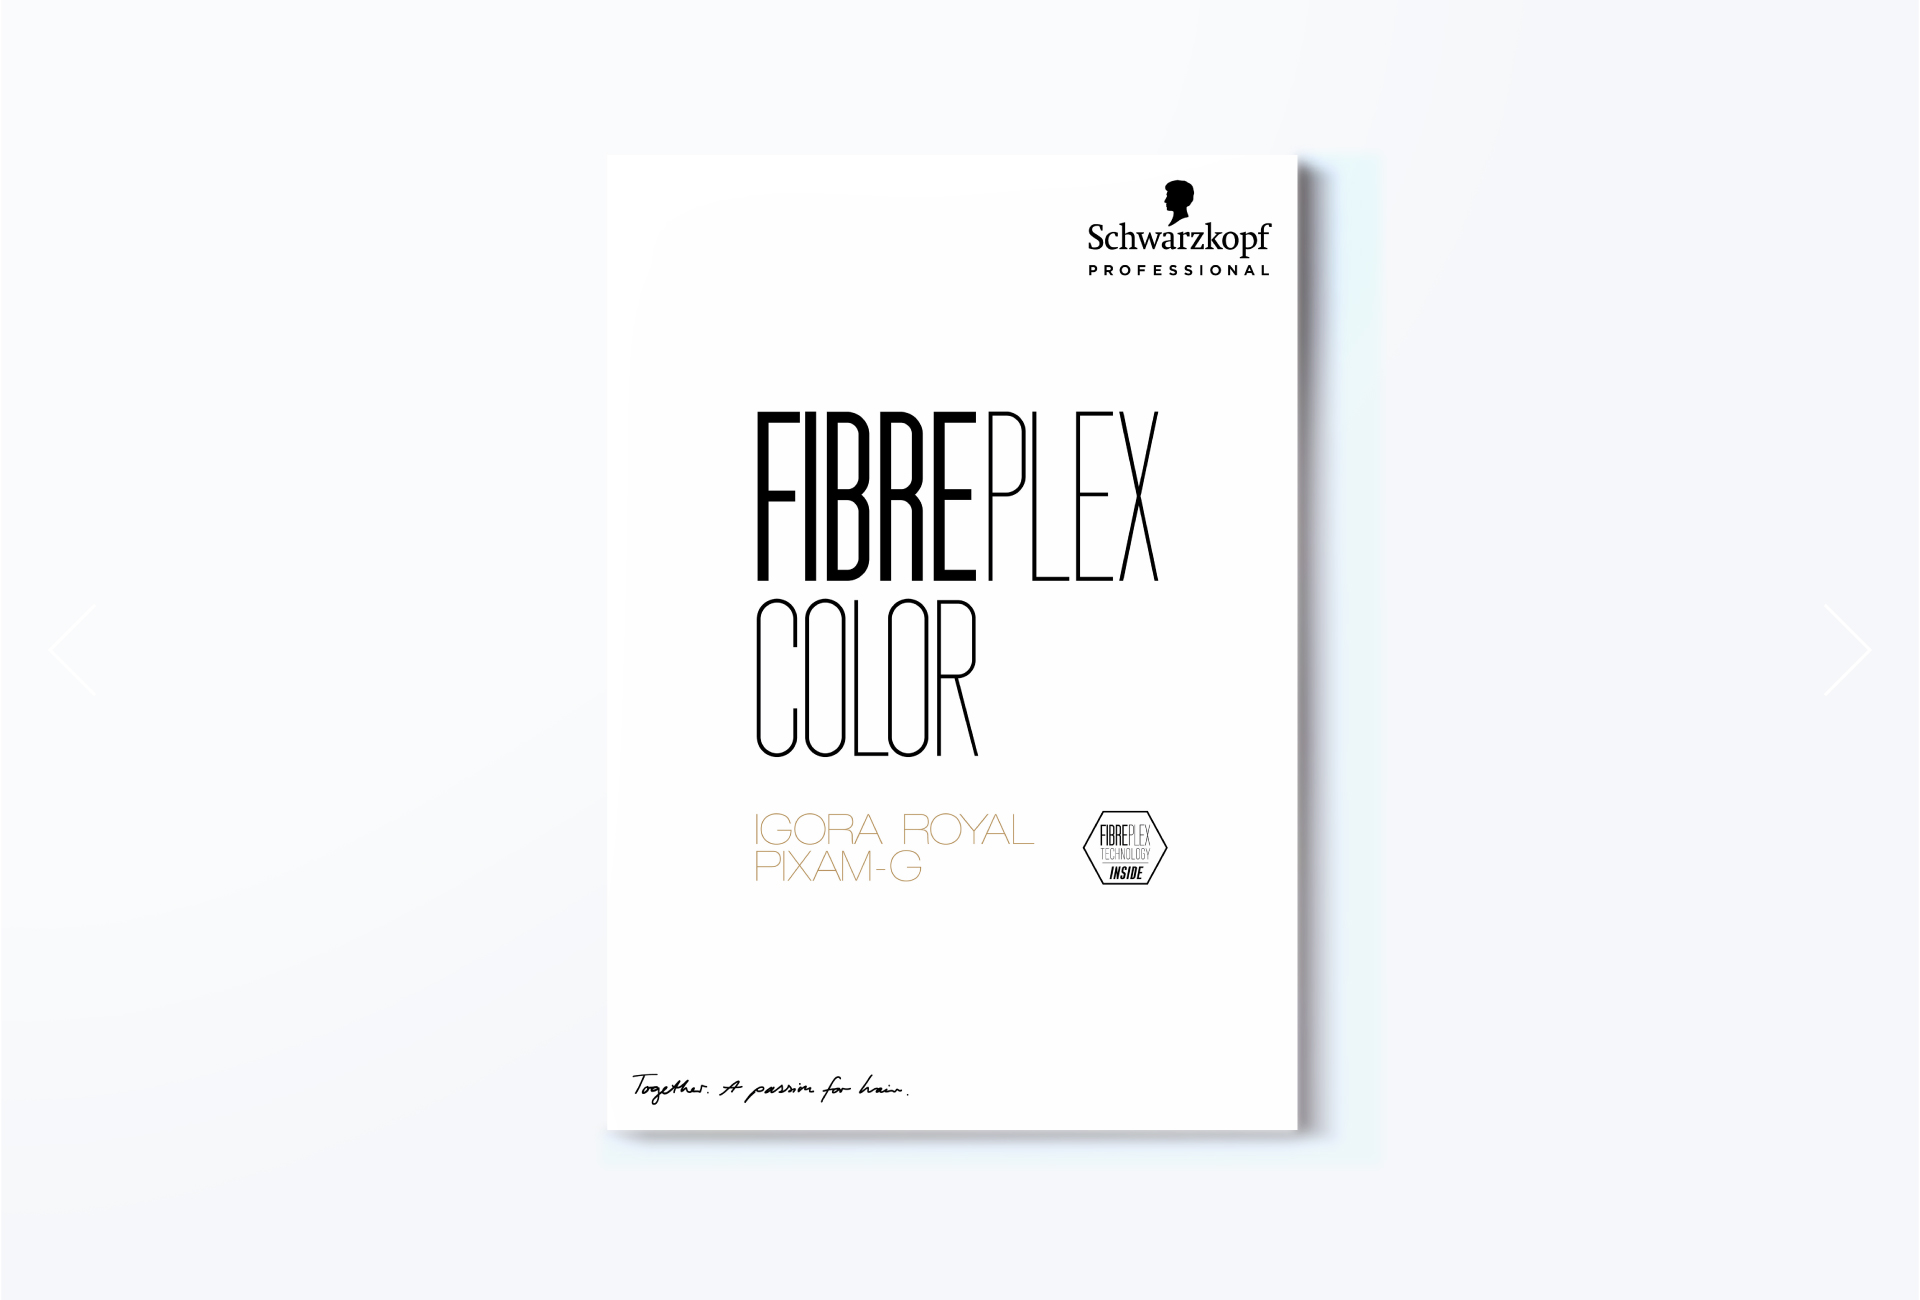 Schwarzkopf
PROFESSIONAL
FIBREPLEX
COLOR
IGORA ROYAL
PIXAM-G
FIBREPLEX
TECHNOLOGY
INSIDE
Together. A passion for hair.